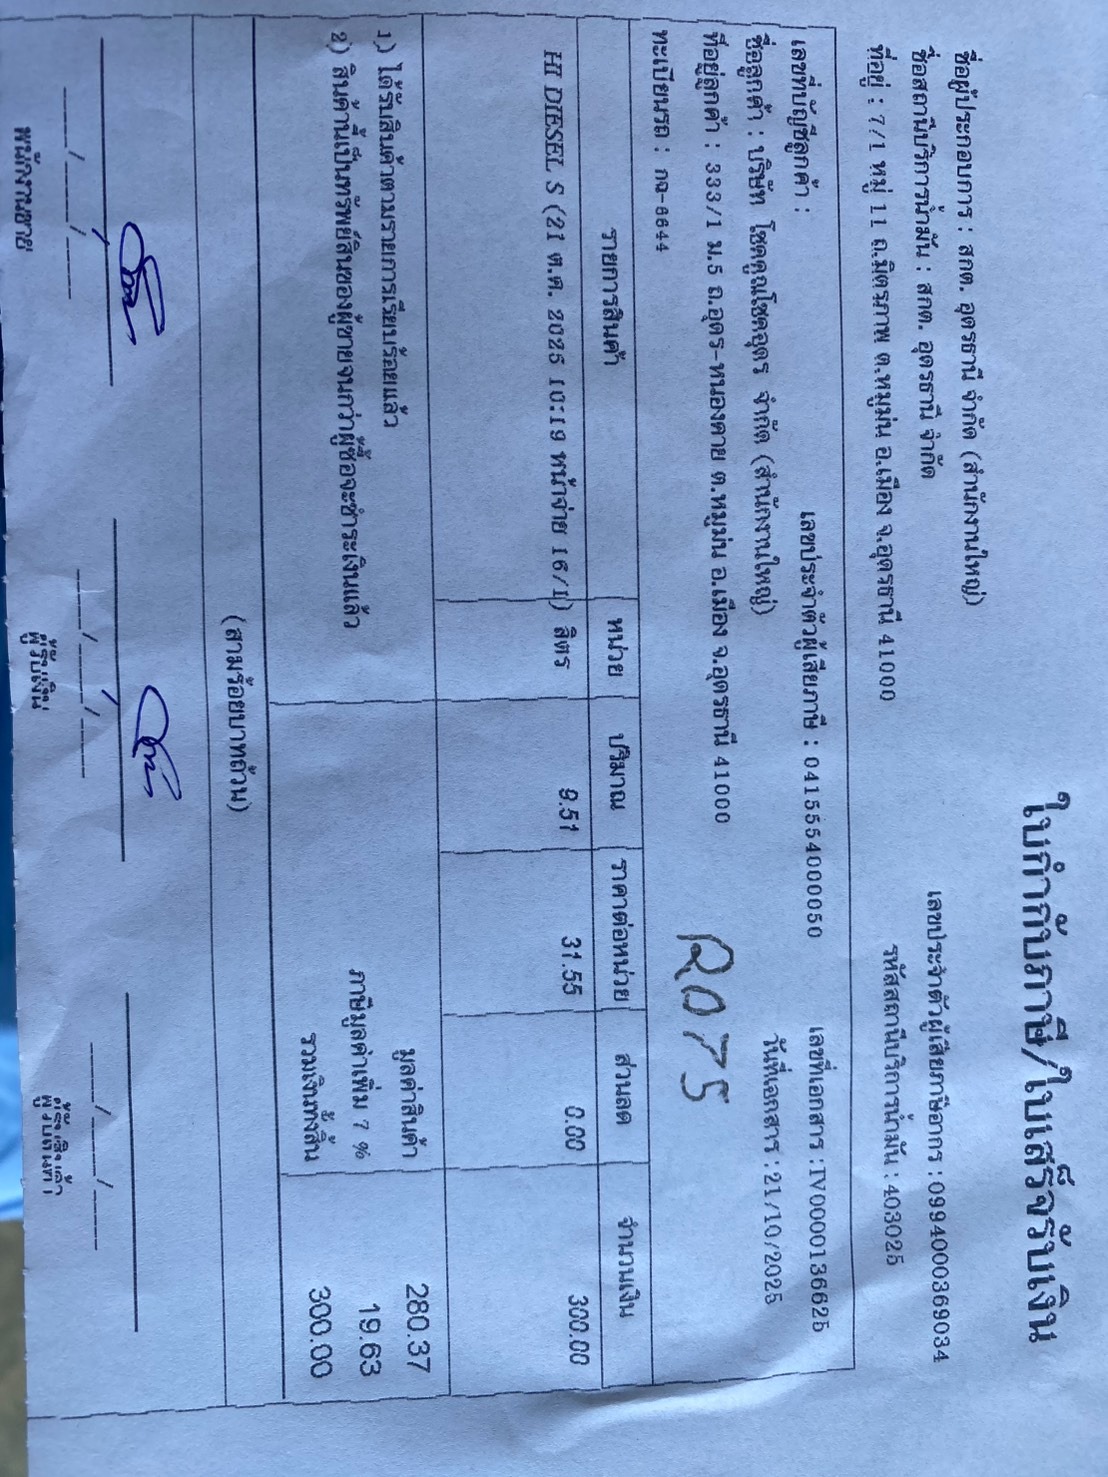 ใบกำกับภาษี/ใบเสร็จรับเงิน
ชื่อผู้ประกอบการ : สกต. อุดรธานี จำกัด (สำนักงานใหญ่) เลขประจำตัวผู้เสียภาษีอากร : 0994000369034
ชื่อสถานีบริการน้ำมัน : สกต. อุดรธานี จำกัด รหัสสถานีบริการน้ำมัน : 403025
ที่อยู่ : 7/1 หมู่ 11 ถ.มิตรภาพ ต.หมูม่น อ.เมือง จ.อุดรธานี 41000
เลขที่บัญชีลูกค้า : เลขประจำตัวผู้เสียภาษี : 0415554000050 เลขที่เอกสาร : IV0000136625
ชื่อลูกค้า : บริษัท โชคคูณโชคอุดร จำกัด (สำนักงานใหญ่) วันที่เอกสาร : 21/10/2025
ที่อยู่ลูกค้า : 333/1 ม.5 ถ.อุดร-หนองคาย ต.หมูม่น อ.เมือง จ.อุดรธานี 41000
ทะเบียนรถ : กฉ-6644
รายการสินค้า หน่วย ปริมาณ ราคาต่อหน่วย ส่วนลด จำนวนเงิน
HI DIESEL S (21 ต.ค. 2025 10:19 หน้าจ่าย 16/1) ลิตร 9.51 31.55 0.00 300.00
1) ได้รับสินค้าตามรายการเรียบร้อยแล้ว มูลค่าสินค้า 280.37
2) สินค้านี้เป็นทรัพย์สินของผู้ขายจนกว่าผู้ซื้อจะชำระเงินแล้ว ภาษีมูลค่าเพิ่ม 7 % 19.63
รวมเงินทั้งสิ้น 300.00
(สามร้อยบาทถ้วน)
___/___/___ ___/___/___ ___/___/___
พนักงานขาย ผู้รับเงิน ผู้รับสินค้า